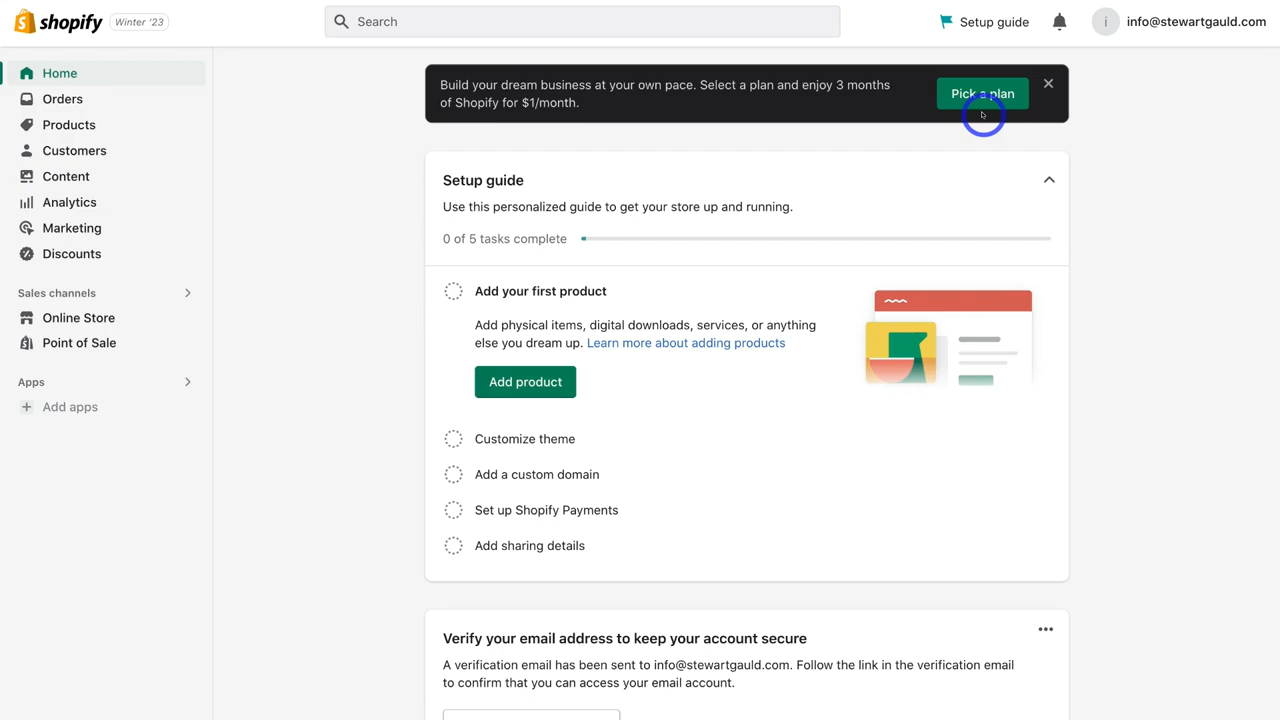 shopify Winter '23
Search
Setup guide
i info@stewartgauld.com
Home
Orders
Products
Customers
Content
Analytics
Marketing
Discounts
Sales channels
Online Store
Point of Sale
Apps
Add apps
Build your dream business at your own pace. Select a plan and enjoy 3 months
of Shopify for $1/month.
Pick a plan
Setup guide
Use this personalized guide to get your store up and running.
0 of 5 tasks complete
Add your first product
Add physical items, digital downloads, services, or anything
else you dream up. Learn more about adding products
Add product
Customize theme
Add a custom domain
Set up Shopify Payments
Add sharing details
Verify your email address to keep your account secure
A verification email has been sent to info@stewartgauld.com. Follow the link in the verification email
to confirm that you can access your email account.